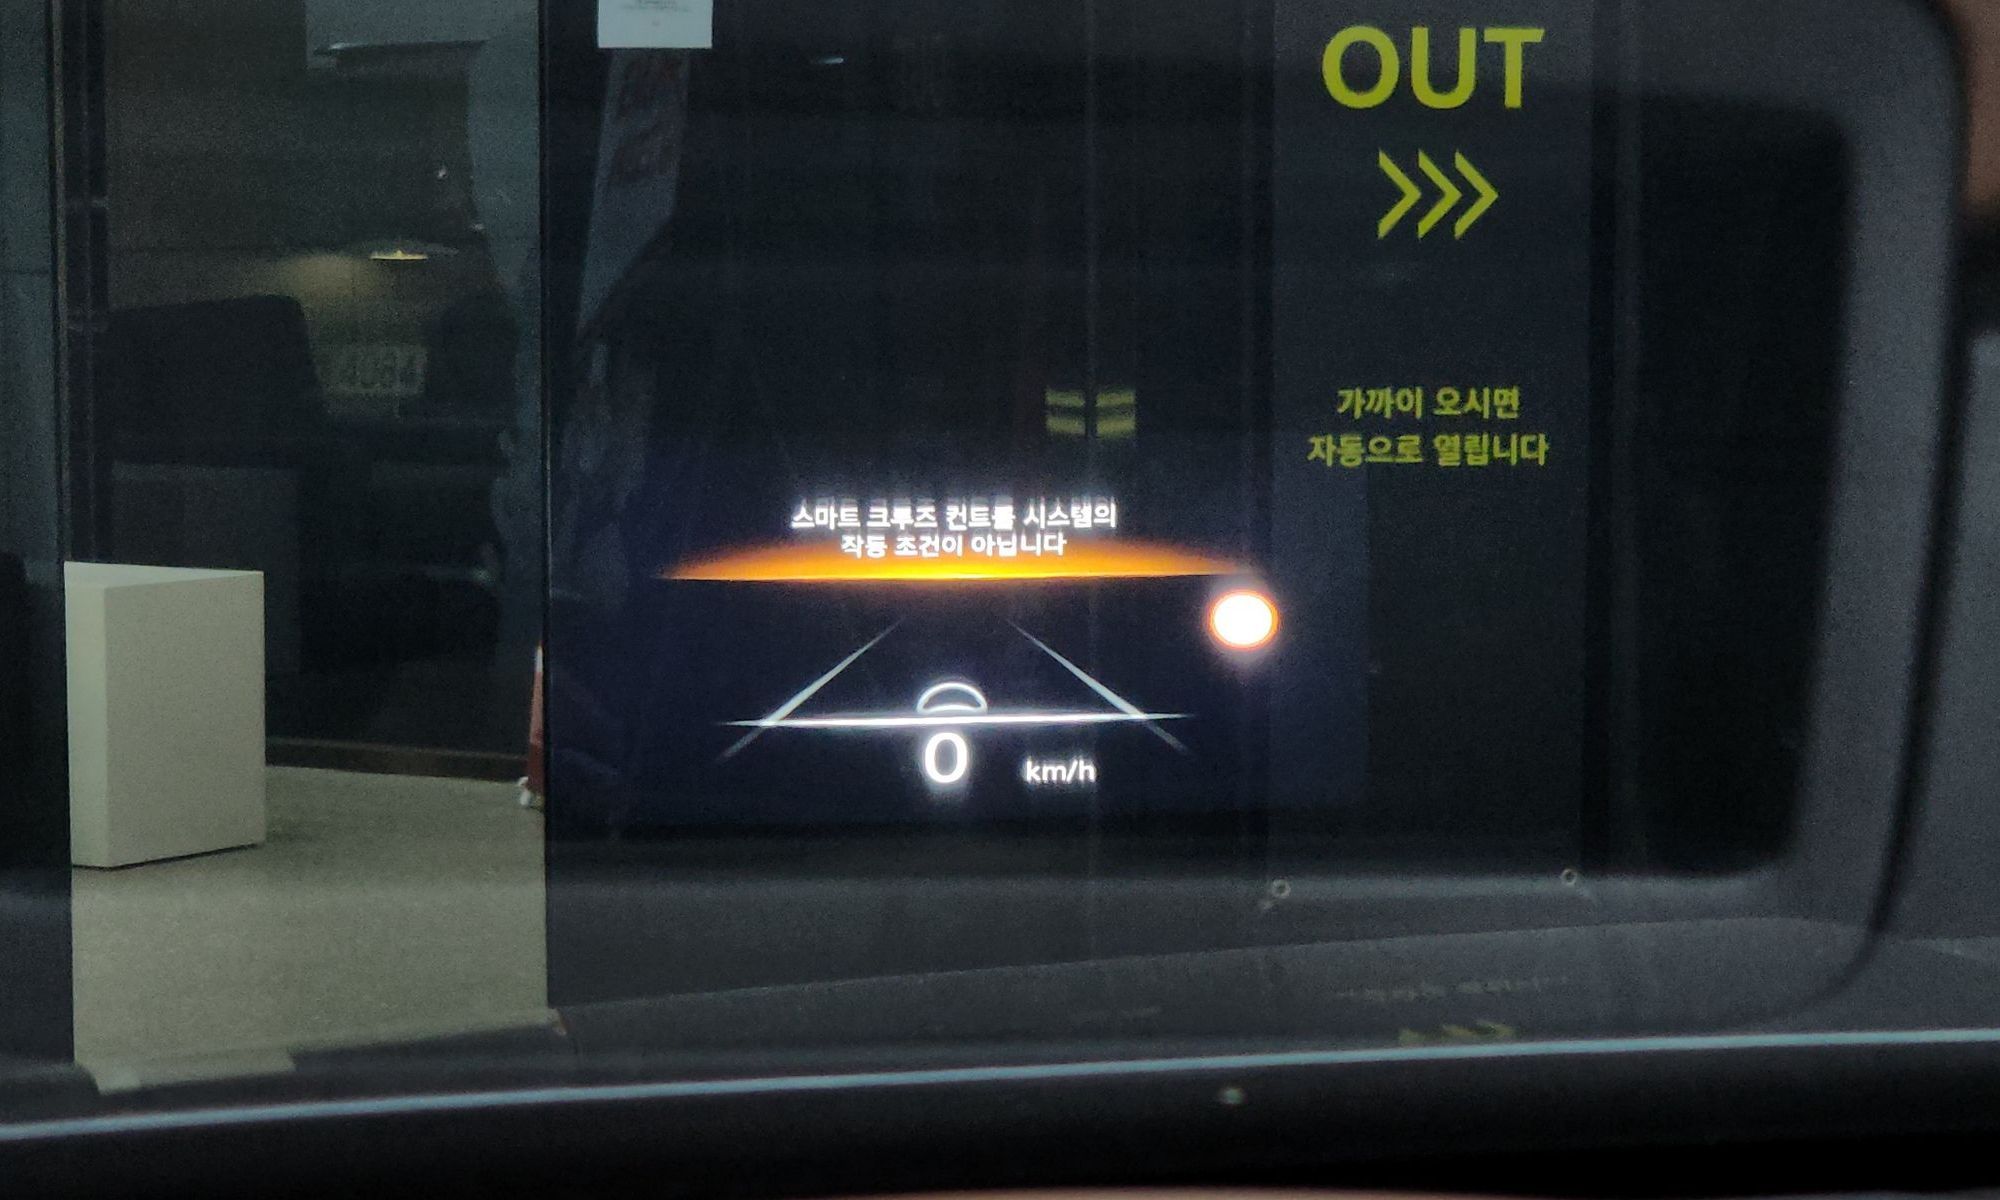 OUT
>>>
가까이 오시면
자동으로 열립니다
스마트 크루즈 컨트롤 시스템의
작동 조건이 아닙니다
0 km/h